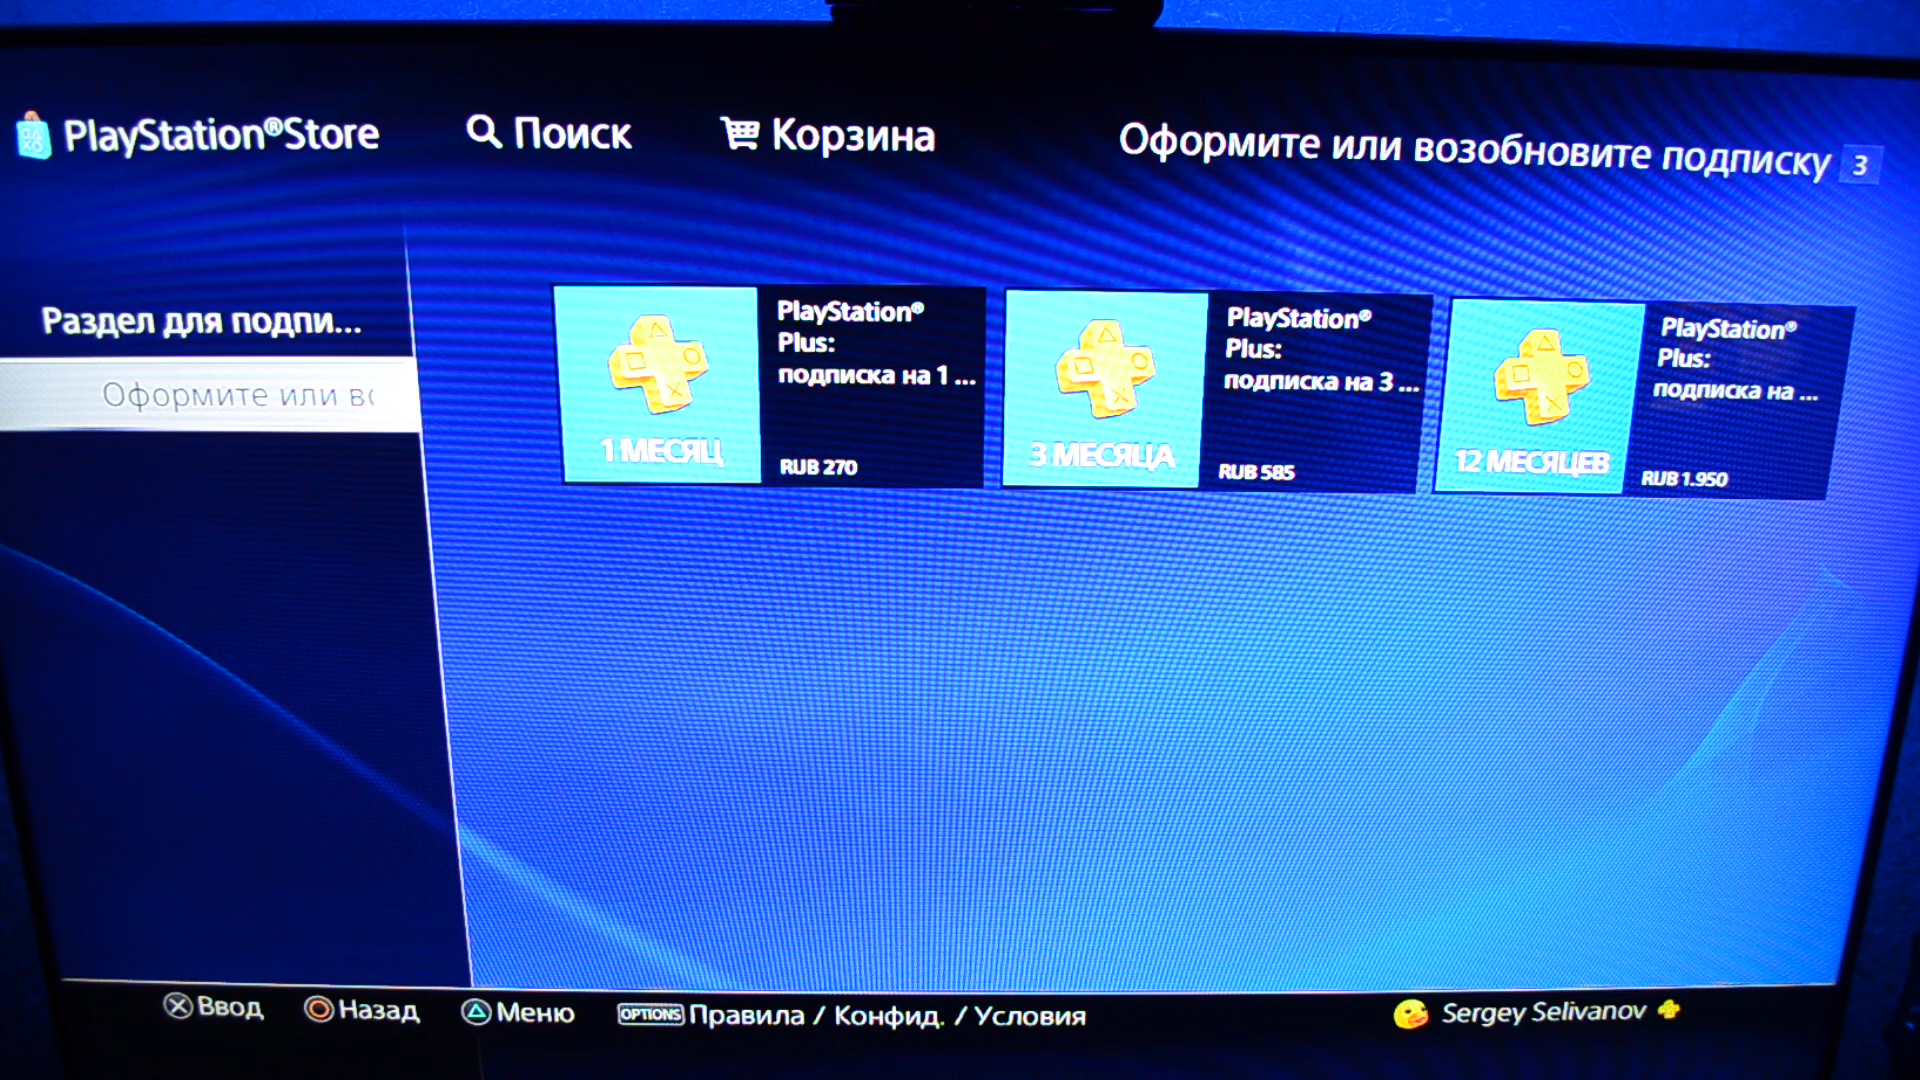 PlayStation®Store
Поиск
Корзина
Оформите или возобновите подписку 3
Раздел для подпи...
Оформите или во
1 МЕСЯЦ
PlayStation®
Plus:
подписка на 1 ...
RUB 270
3 МЕСЯЦА
PlayStation®
Plus:
подписка на 3 ...
RUB 585
12 МЕСЯЦЕВ
PlayStation®
Plus:
подписка на ...
RUB 1.950
Ввод
Назад
Меню
OPTIONS Правила / Конфид. / Условия
Sergey Selivanov